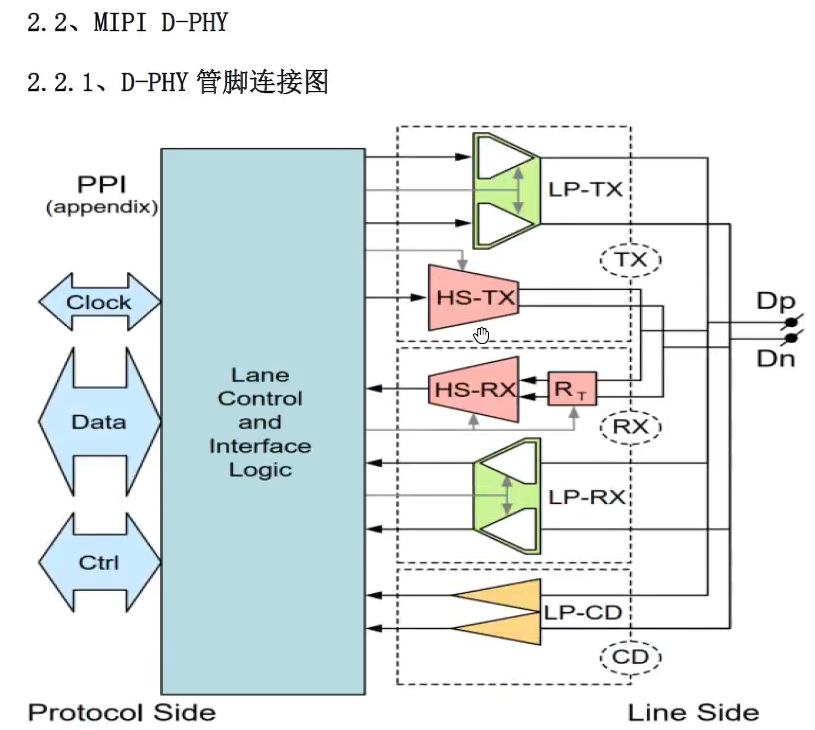 2.2、MIPI D-PHY
2.2.1、D-PHY 管脚连接图
PPI
(appendix)
Clock
Data
Ctrl
Lane
Control
and
Interface
Logic
LP-TX
TX
HS-TX
HS-RX
RT
RX
LP-RX
LP-CD
CD
Dp
Dn
Protocol Side
Line Side